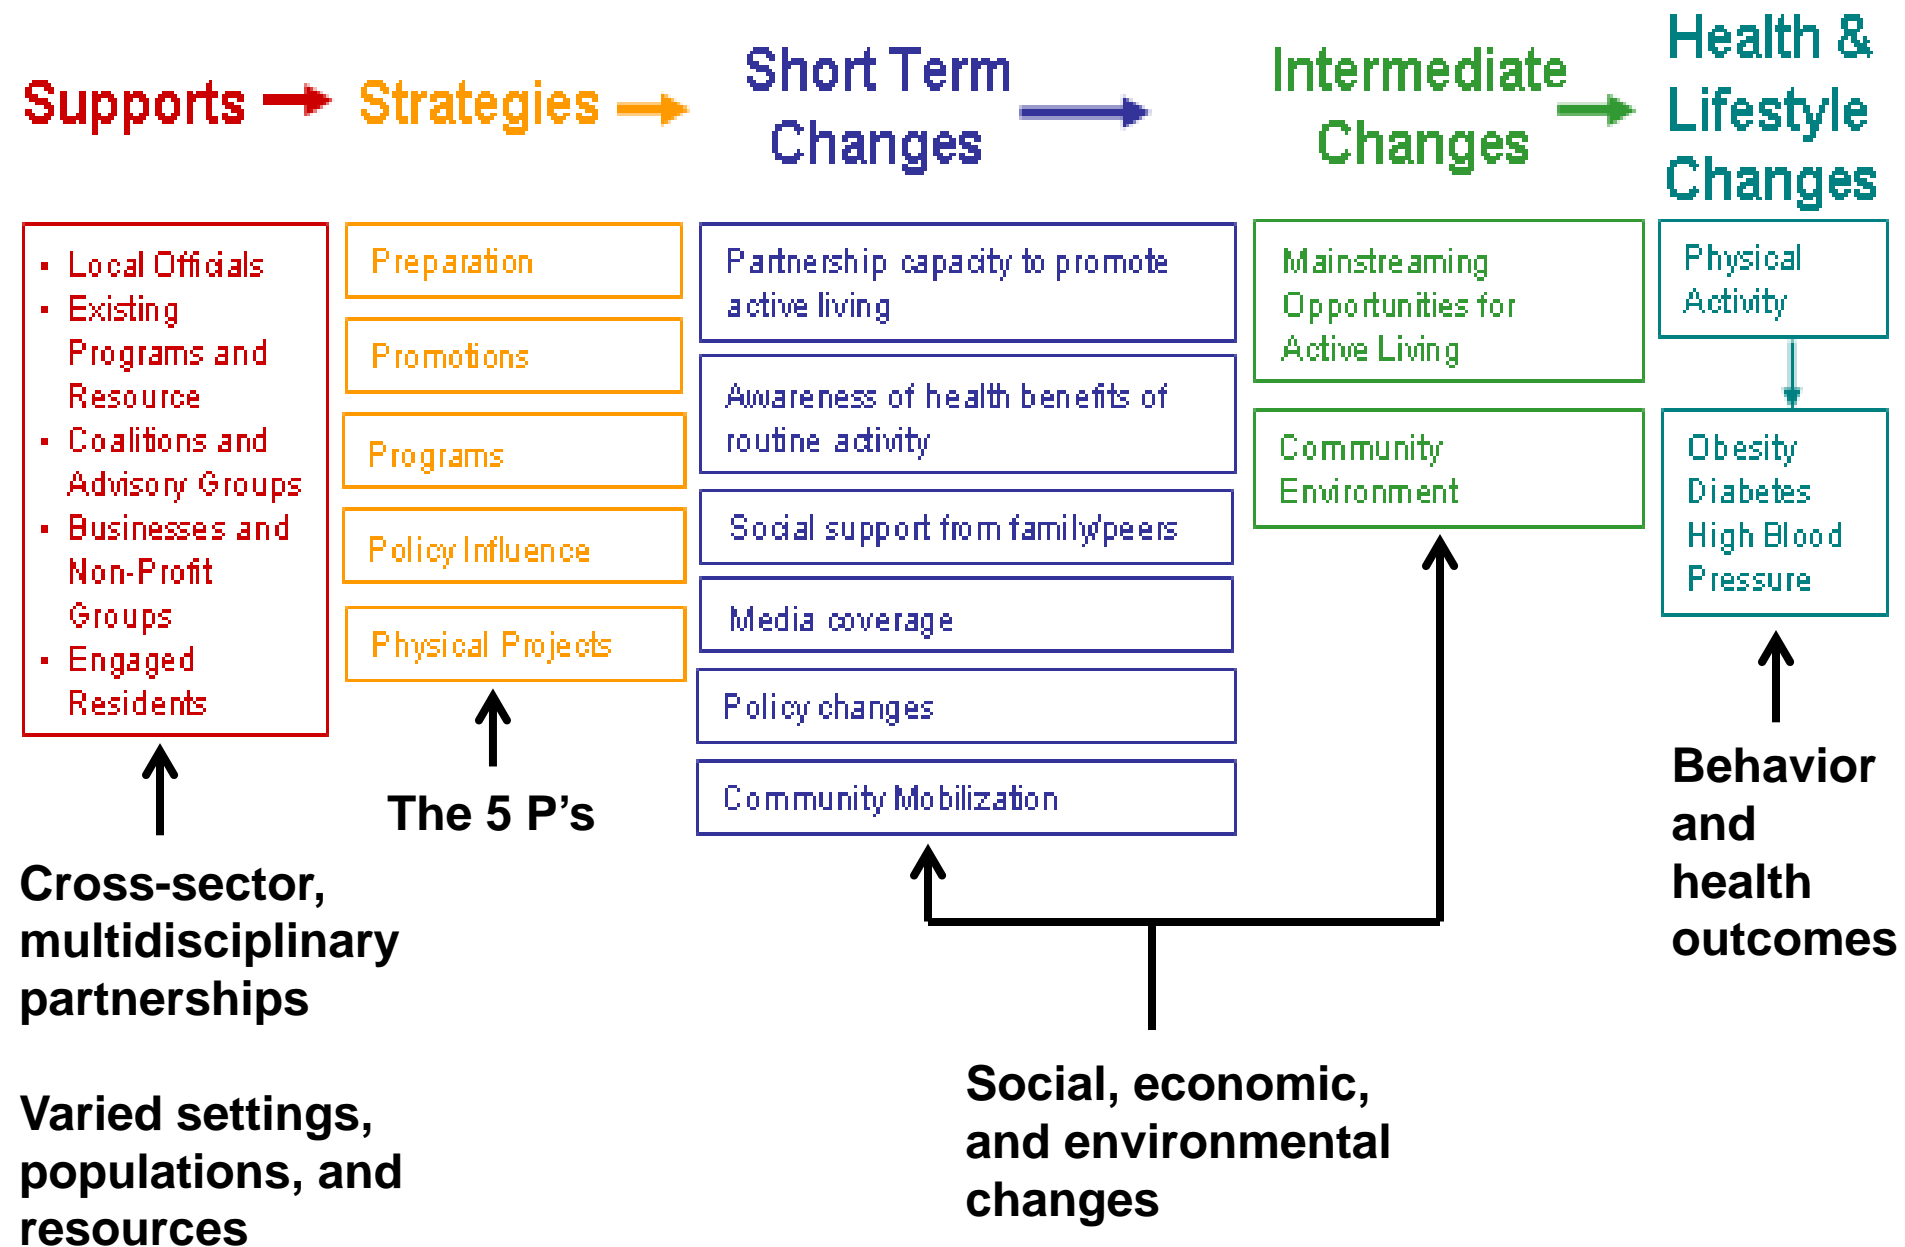 Supports
Strategies
Short Term
Changes
Intermediate
Changes
Health &
Lifestyle
Changes
▪ Local Officials
▪ Existing
Programs and
Resource
▪ Coalitions and
Advisory Groups
▪ Businesses and
Non-Profit
Groups
▪ Engaged
Residents
Preparation
Promotions
Programs
Policy Influence
Physical Projects
Partnership capacity to promote
active living
Awareness of health benefits of
routine activity
Social support from family/peers
Media coverage
Policy changes
Community Mobilization
Mainstreaming
Opportunities for
Active Living
Community
Environment
Physical
Activity
Obesity
Diabetes
High Blood
Pressure
Cross-sector,
multidisciplinary
partnerships
Varied settings,
populations, and
resources
The 5 P’s
Social, economic,
and environmental
changes
Behavior
and
health
outcomes